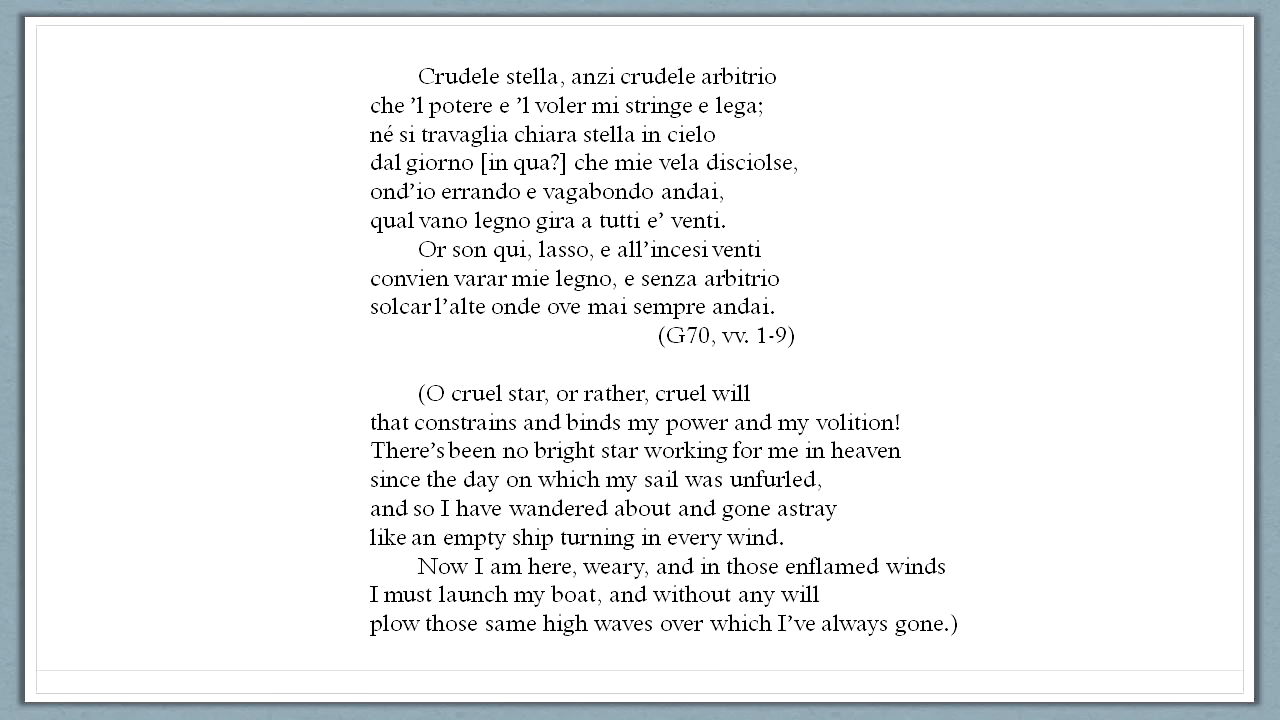 Crudele stella, anzi crudele arbitrio
che ’l potere e ’l voler mi stringe e lega;
né si travaglia chiara stella in cielo
dal giorno [in qua?] che mie vela disciolse,
ond’io errando e vagabondo andai,
qual vano legno gira a tutti e’ venti.
Or son qui, lasso, e all’incesi venti
convien varar mie legno, e senza arbitrio
solcar l’alte onde ove mai sempre andai.
(G70, vv. 1-9)
(O cruel star, or rather, cruel will
that constrains and binds my power and my volition!
There’s been no bright star working for me in heaven
since the day on which my sail was unfurled,
and so I have wandered about and gone astray
like an empty ship turning in every wind.
Now I am here, weary, and in those enflamed winds
I must launch my boat, and without any will
plow those same high waves over which I’ve always gone.)